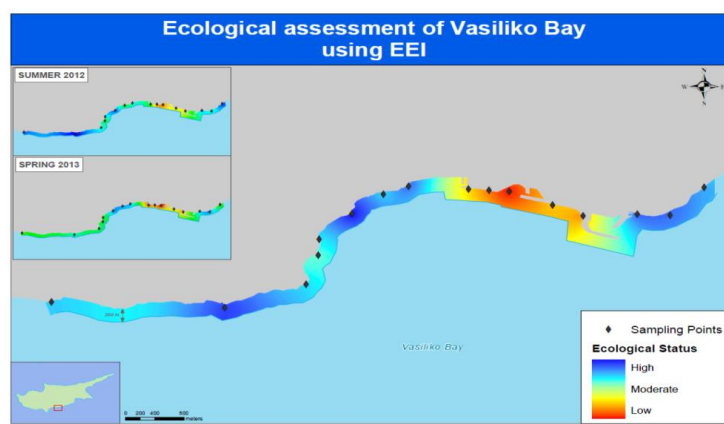 Ecological assessment of Vasiliko Bay
using EEI
SUMMER 2012
SPRING 2013
N
W
E
S
Vasiliko Bay
Sampling Points
Ecological Status
High
Moderate
Low
0 200 400 800
meters